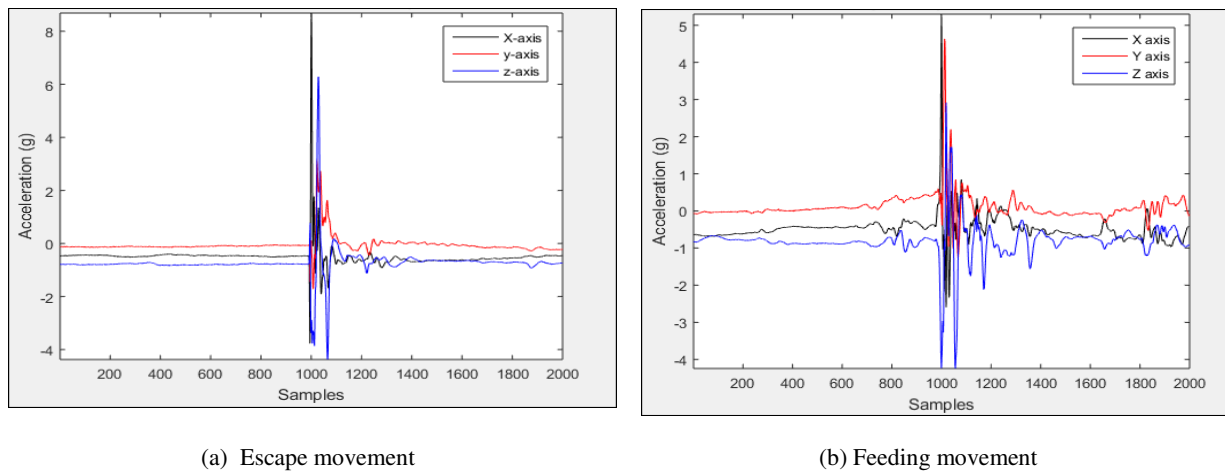 8
6
4
2
0
-2
-4
200 400 600 800 1000 1200 1400 1600 1800 2000
Acceleration (g)
Samples
X-axis
y-axis
z-axis
5
4
3
2
1
0
-1
-2
-3
-4
200 400 600 800 1000 1200 1400 1600 1800 2000
Acceleration (g)
Samples
X axis
Y axis
Z axis
(a) Escape movement
(b) Feeding movement